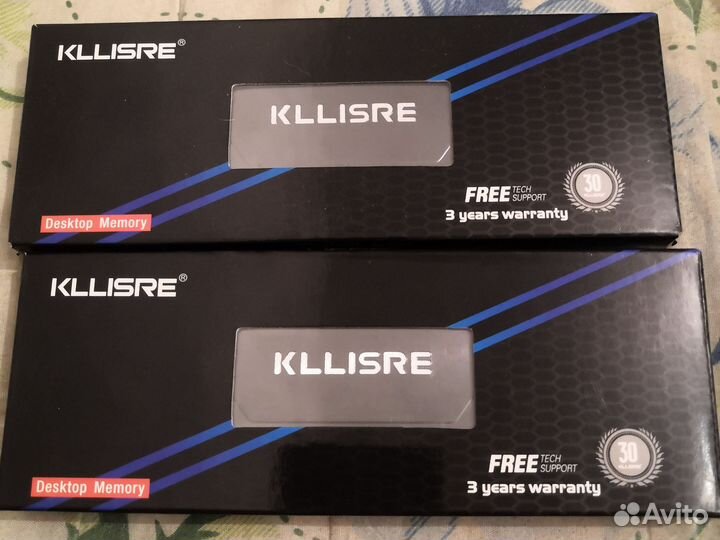 KLLISRE®
KLLISRE
FREE TECH SUPPORT
30
3 years warranty
Desktop Memory
KLLISRE®
KLLISRE
FREE TECH SUPPORT
30
KLLISRE
3 years warranty
Desktop Memory
Avito